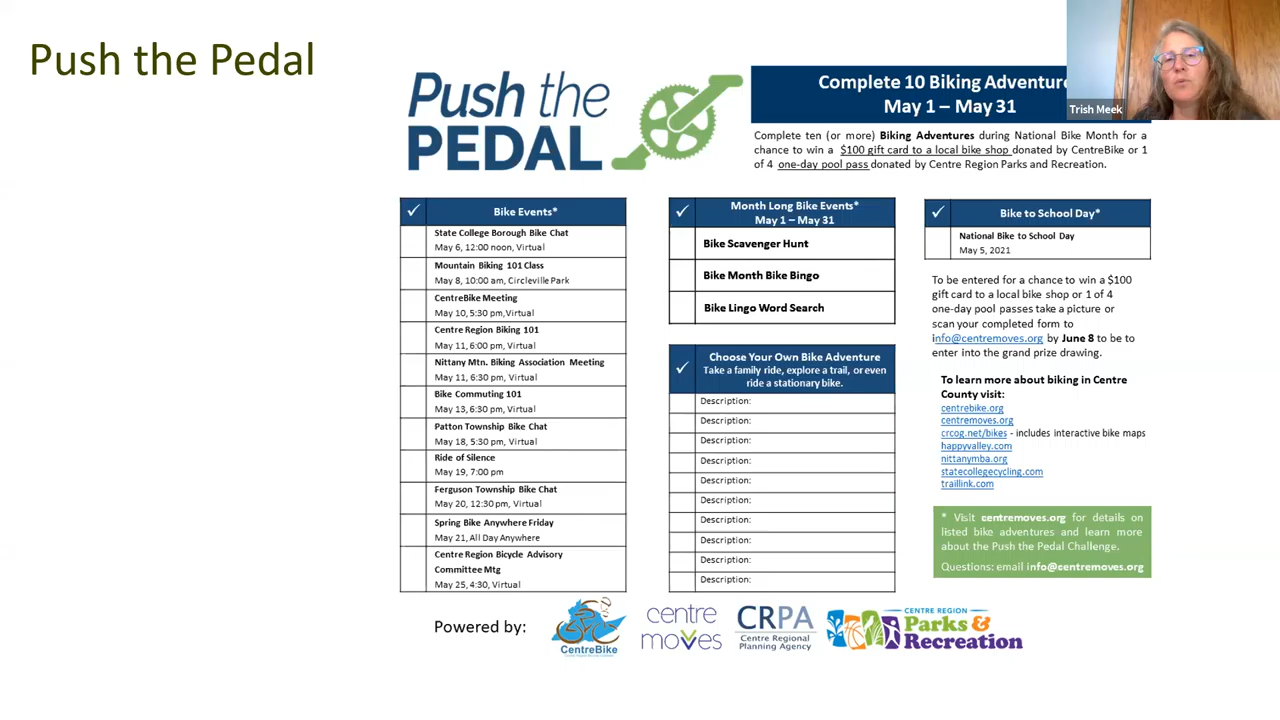 Push the Pedal
Push the
PEDAL
Complete 10 Biking
May 1 – May 31
Trish Meek
Complete ten (or more) Biking Adventures during National Bike Month for a
chance to win a $100 gift card to a local bike shop donated by CentreBike or 1
of 4 one-day pool pass donated by Centre Region Parks and Recreation.
✓ Bike Events*
State College Borough Bike Chat
May 6, 12:00 noon, Virtual
Mountain Biking 101 Class
May 8, 10:00 am, Circleville Park
CentreBike Meeting
May 10, 5:30 pm,Virtual
Centre Region Biking 101
May 11, 6:00 pm, Virtual
Nittany Mtn. Biking Association Meeting
May 11, 6:30 pm, Virtual
Bike Commuting 101
May 13, 6:30 pm, Virtual
Patton Township Bike Chat
May 18, 5:30 pm, Virtual
Ride of Silence
May 19, 7:00 pm
Ferguson Township Bike Chat
May 20, 12:30 pm, Virtual
Spring Bike Anywhere Friday
May 21, All Day Anywhere
Centre Region Bicycle Advisory
Committee Mtg
May 25, 4:30, Virtual
✓ Month Long Bike Events*
May 1 – May 31
Bike Scavenger Hunt
Bike Month Bike Bingo
Bike Lingo Word Search
✓ Choose Your Own Bike Adventure
Take a family ride, explore a trail, or even
ride a stationary bike.
Description:
Description:
Description:
Description:
Description:
Description:
Description:
Description:
Description:
Description:
✓ Bike to School Day*
National Bike to School Day
May 5, 2021
To be entered for a chance to win a $100
gift card to a local bike shop or 1 of 4
one-day pool passes take a picture or
scan your completed form to
info@centremoves.org by June 8 to be to
enter into the grand prize drawing.
To learn more about biking in Centre
County visit:
centrebike.org
centremoves.org
crcog.net/bikes - includes interactive bike maps
happyvalley.com
nittanymba.org
statecollegecycling.com
traillink.com
* Visit centremoves.org for details on
listed bike adventures and learn more
about the Push the Pedal Challenge.
Questions: email info@centremoves.org
Powered by:
CentreBike
centre
moves
CRPA
Centre Regional
Planning Agency
CENTRE REGION
Parks &
Recreation